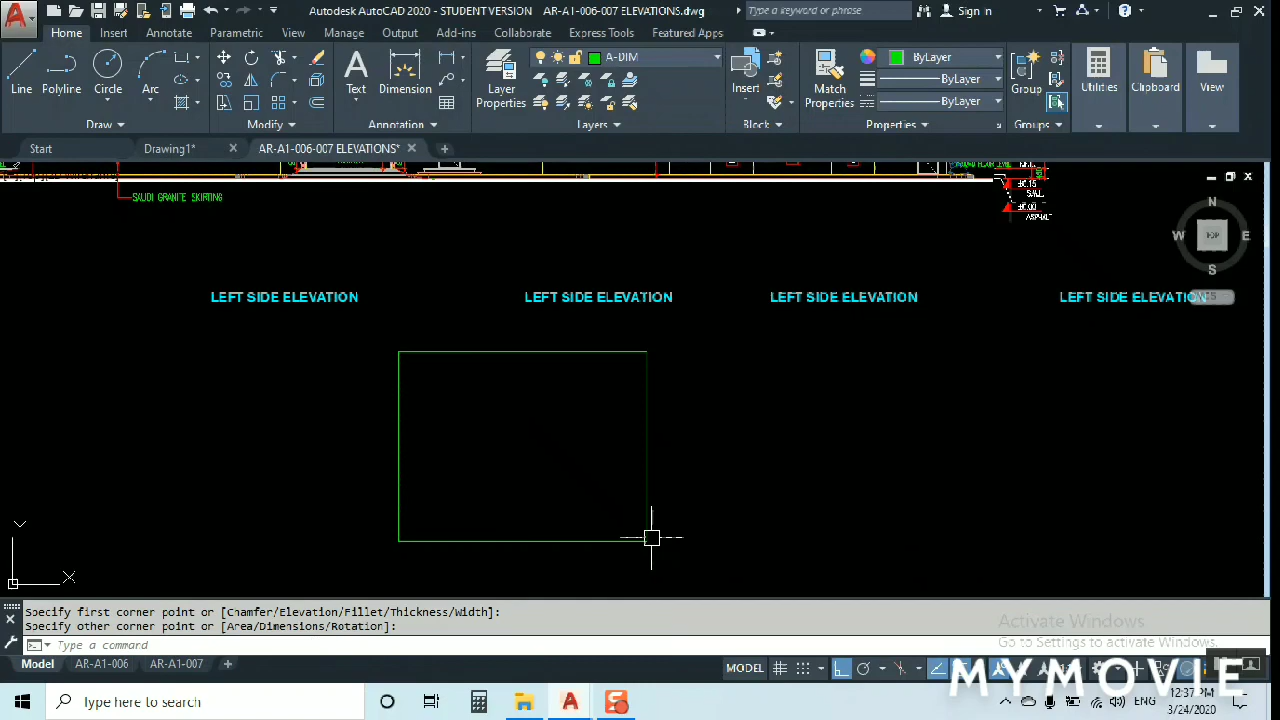 Autodesk AutoCAD 2020 - STUDENT VERSION AR-A1-006-007 ELEVATIONS.dwg
Type a keyword or phrase
Sign In
Home Insert Annotate Parametric View Manage Output Add-ins Collaborate Express Tools Featured Apps
A-DIM
ByLayer
ByLayer
ByLayer
Line Polyline Circle Arc
Text Dimension
Layer Properties
Insert
Match Properties
Group
Utilities Clipboard View
Draw Modify Annotation Layers Block Properties Groups
Start Drawing1* AR-A1-006-007 ELEVATIONS*
SAUDI GRANITE SKIRTING
ASPHALT
N
W TOP E
S
LEFT SIDE ELEVATION LEFT SIDE ELEVATION LEFT SIDE ELEVATION LEFT SIDE ELEVATION
Y
X
Specify first corner point or [Chamfer/Elevation/Fillet/Thickness/Width]:
Specify other corner point or [Area/Dimensions/Rotation]:
Type a command
Activate Windows
Go to Settings to activate Windows.
Model AR-A1-006 AR-A1-007
MODEL
MYMOVIE
Type here to search
ENG
12:37 PM
3/24/2020